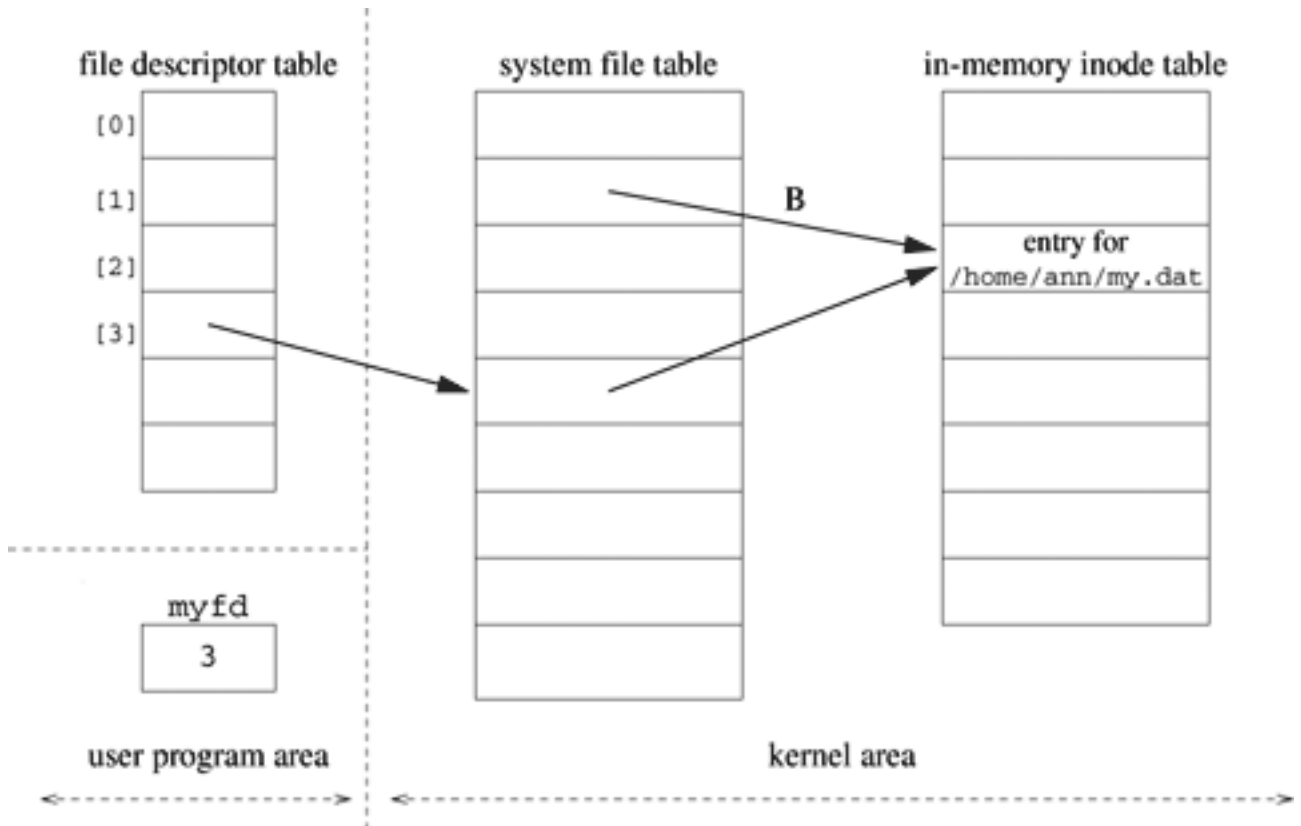 file descriptor table
system file table
in-memory inode table
[0]
[1]
B
entry for
[2]
/home/ann/my.dat
[3]
myfd
3
user program area
kernel area